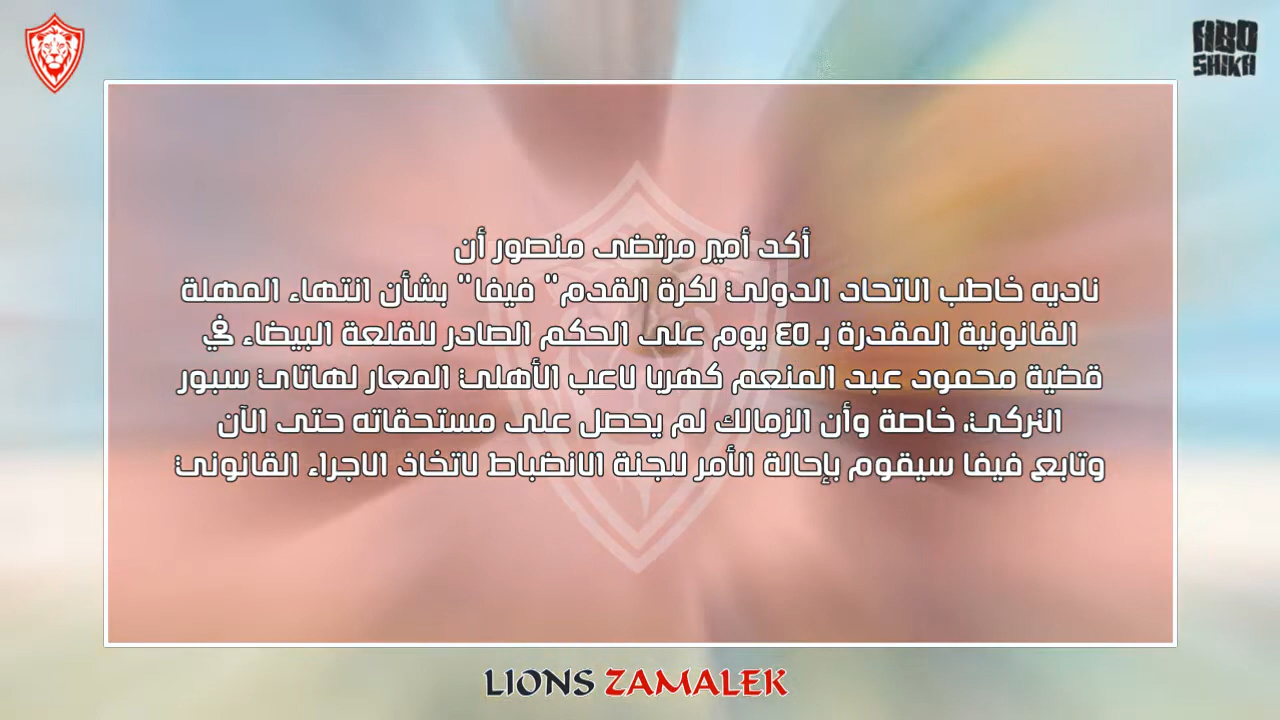 ABO
SHIKA
أكد أمير مرتضى منصور أن
ناديه خاطب الاتحاد الدولي لكرة القدم" فيفا" بشأن انتهاء المهلة
القانونية المقدرة بـ ٤٥ يوم على الحكم الصادر للقلعة البيضاء في
قضية محمود عبد المنعم كهربا لاعب الأهلي المعار لهاتاي سبور
التركي، خاصة وأن الزمالك لم يحصل على مستحقاته حتى الآن
وتابع فيفا سيقوم بإحالة الأمر للجنة الانضباط لاتخاذ الاجراء القانوني
LIONS ZAMALEK